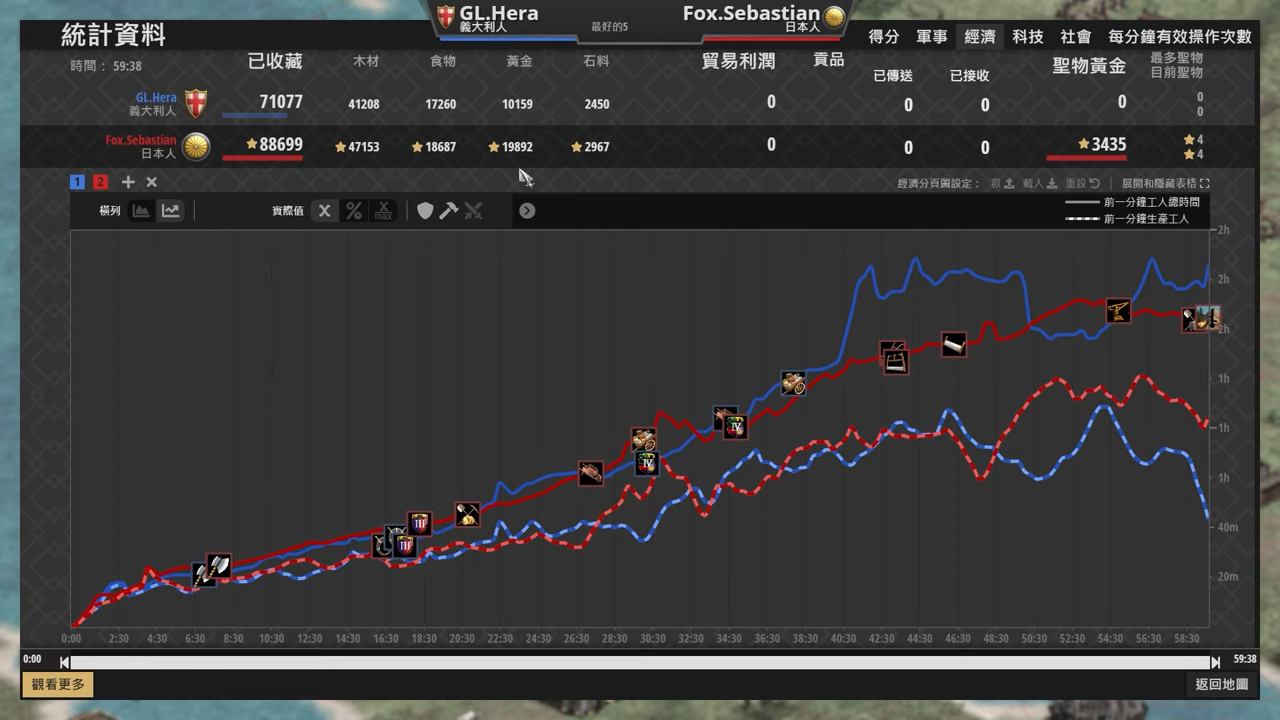 GL.Hera
義大利人
最好的5
Fox.Sebastian
日本人
統計資料
得分 軍事 經濟 科技 社會 每分鐘有效操作次數
時間： 59:38
已收藏 木材 食物 黃金 石料 貿易利潤 貢品 已傳送 已接收 聖物黃金 最多聖物
目前聖物
GL.Hera
義大利人
71077 41208 17260 10159 2450 0 0 0 0 0
0
Fox.Sebastian
日本人
88699 47153 18687 19892 2967 0 0 0 3435 4
4
1 2
經濟分頁圖設定： 載入 重設 展開和隱藏表格
橫列 實際值 X % X
max
前一分鐘工人總時間
前一分鐘生產工人
2h
2h
2h
1h
1h
1h
40m
20m
III
III
IV
IV
0:00 2:30 4:30 6:30 8:30 10:30 12:30 14:30 16:30 18:30 20:30 22:30 24:30 26:30 28:30 30:30 32:30 34:30 36:30 38:30 40:30 42:30 44:30 46:30 48:30 50:30 52:30 54:30 56:30 58:30
0:00 59:38
觀看更多 返回地圖